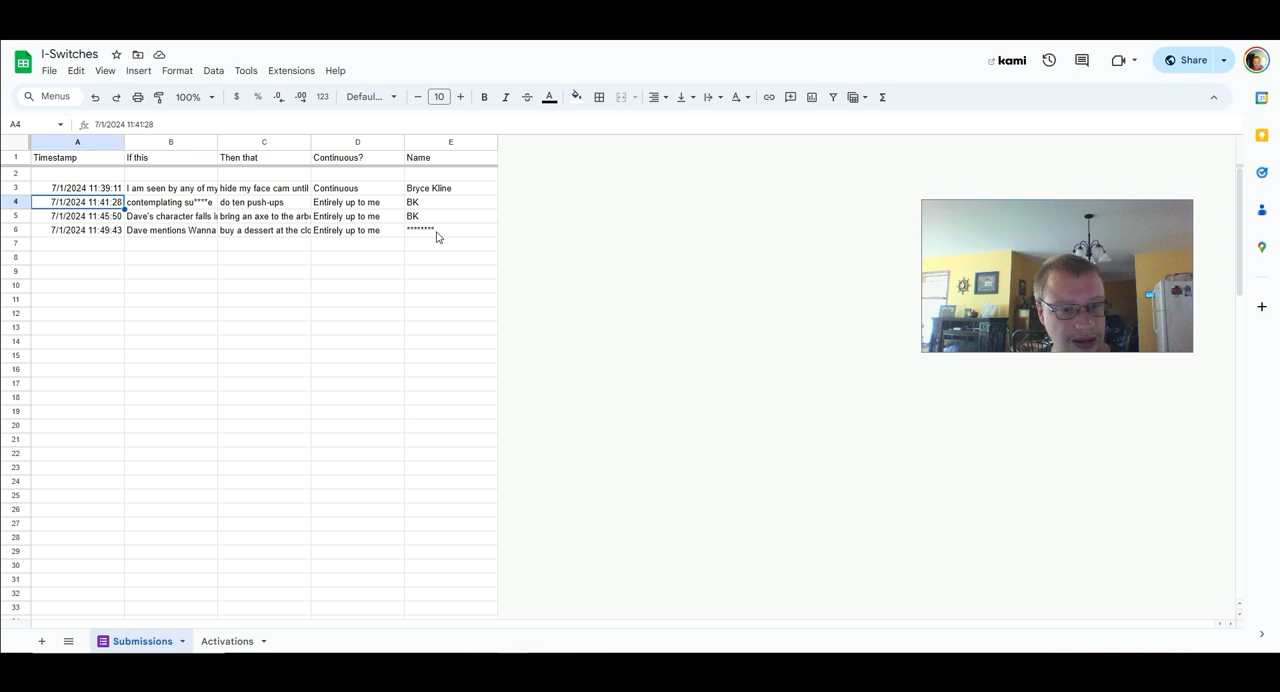 I-Switches
File Edit View Insert Format Data Tools Extensions Help
kami
Share
Menus 100% $ % .0 .00 123 Defaul... 10 B I A
A4 7/1/2024 11:41:28
A B C D E
1 Timestamp If this Then that Continuous? Name
2
3 7/1/2024 11:39:11 I am seen by any of my hide my face cam until Continuous Bryce Kline
4 7/1/2024 11:41:28 contemplating su****e do ten push-ups Entirely up to me BK
5 7/1/2024 11:45:50 Dave's character falls i bring an axe to the arb Entirely up to me BK
6 7/1/2024 11:49:43 Dave mentions Wanna buy a dessert at the clo Entirely up to me ********
7
8
9
10
11
12
13
14
15
16
17
18
19
20
21
22
23
24
25
26
27
28
29
30
31
32
33
Submissions Activations